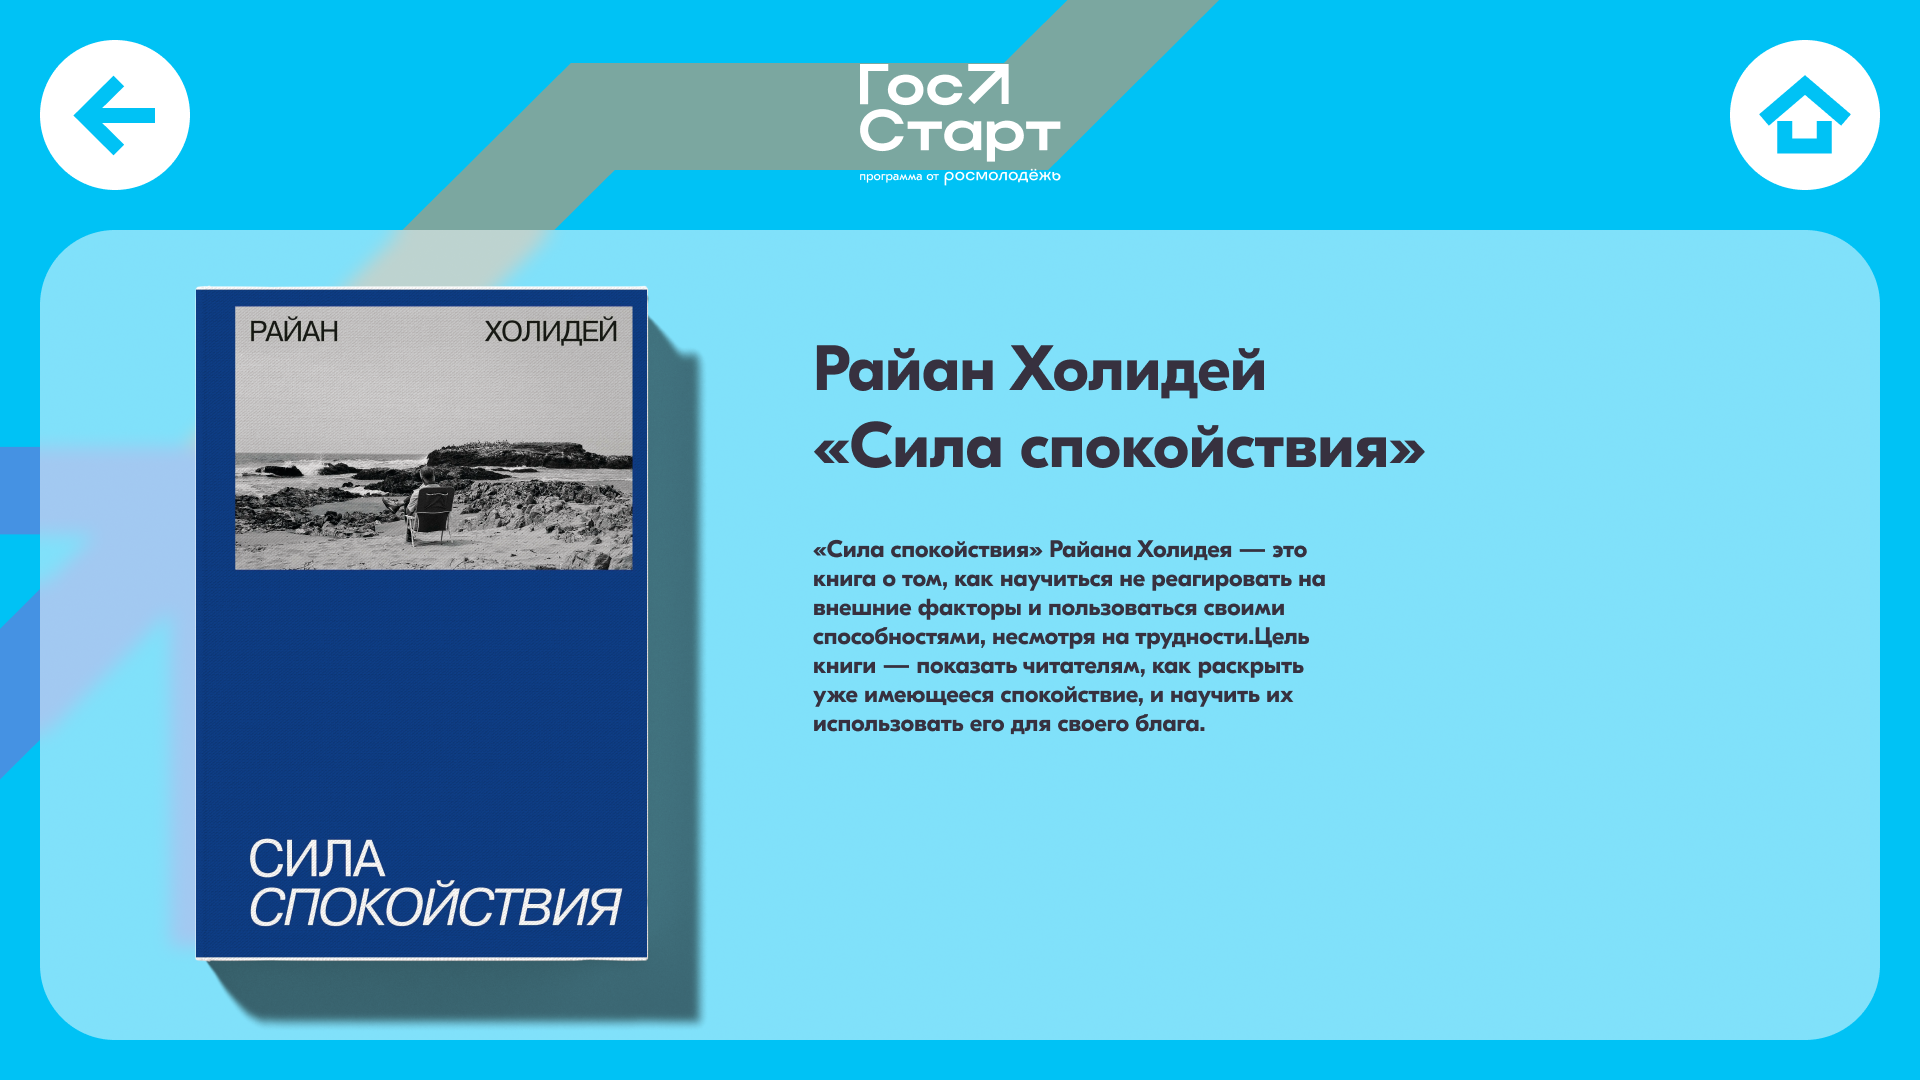 Гос
Старт
программа от росмолодёжь
РАЙАН ХОЛИДЕЙ
СИЛА
СПОКОЙСТВИЯ
Райан Холидей
«Сила спокойствия»
«Сила спокойствия» Райана Холидея — это
книга о том, как научиться не реагировать на
внешние факторы и пользоваться своими
способностями, несмотря на трудности.Цель
книги — показать читателям, как раскрыть
уже имеющееся спокойствие, и научить их
использовать его для своего блага.